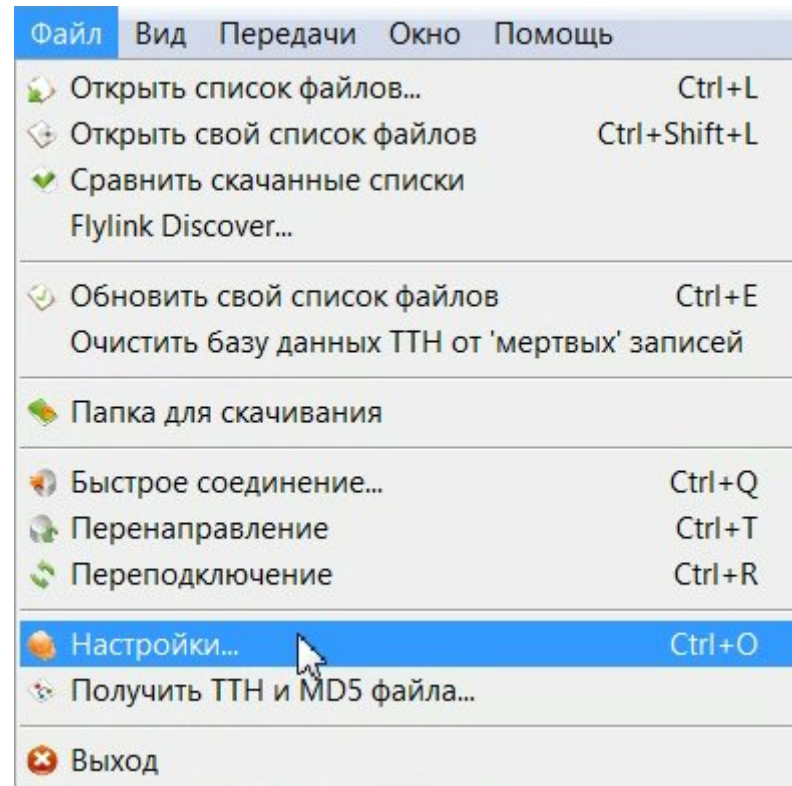 Файл Вид Передачи Окно Помощь
Открыть список файлов... Ctrl+L
Открыть свой список файлов Ctrl+Shift+L
Сравнить скачанные списки
Flylink Discover...
Обновить свой список файлов Ctrl+E
Очистить базу данных TTH от 'мертвых' записей
Папка для скачивания
Быстрое соединение... Ctrl+Q
Перенаправление Ctrl+T
Переподключение Ctrl+R
Настройки... Ctrl+O
Получить TTH и MD5 файла...
Выход